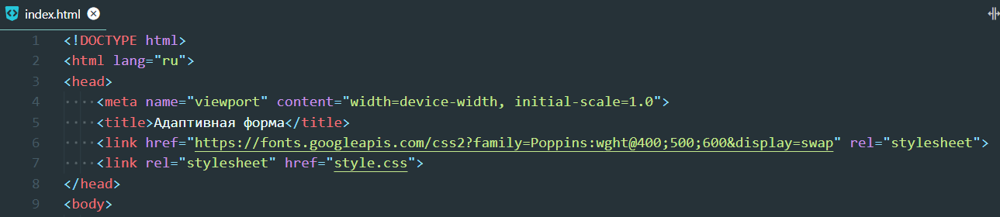 index.html
1 <!DOCTYPE html>
2 <html lang="ru">
3 <head>
4 <meta name="viewport" content="width=device-width, initial-scale=1.0">
5 <title>Адаптивная форма</title>
6 <link href="https://fonts.googleapis.com/css2?family=Poppins:wght@400;500;600&display=swap" rel="stylesheet">
7 <link rel="stylesheet" href="style.css">
8 </head>
9 <body>